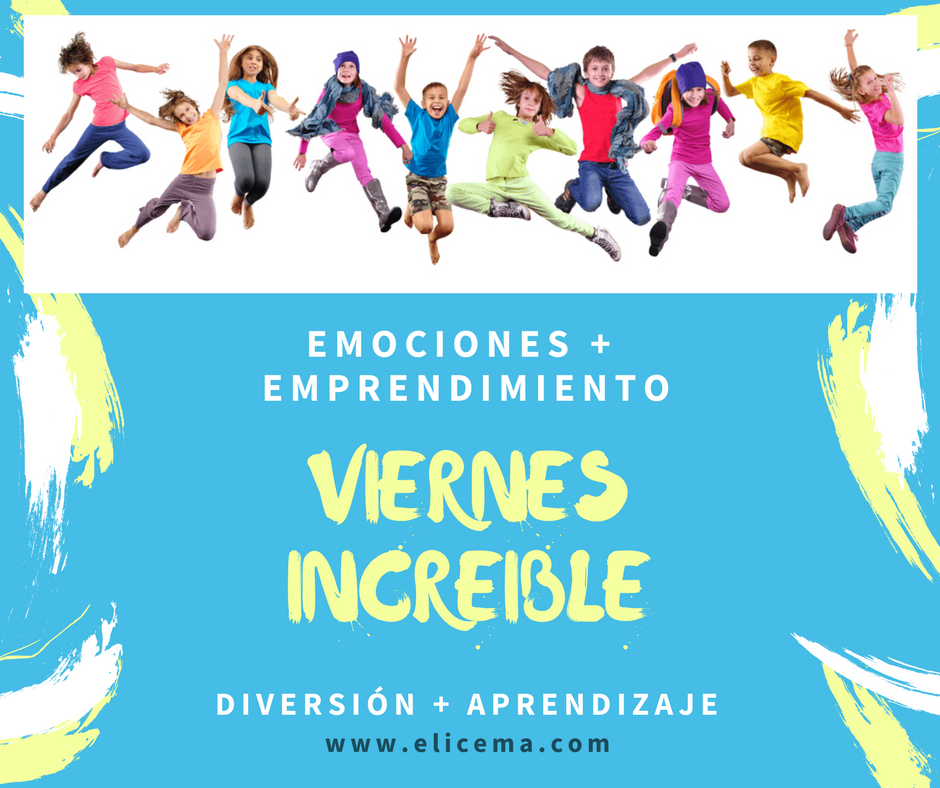 EMOCIONES +
EMPRENDIMIENTO
VIERNES
INCREIBLE
DIVERSIÓN + APRENDIZAJE
www.elicema.com